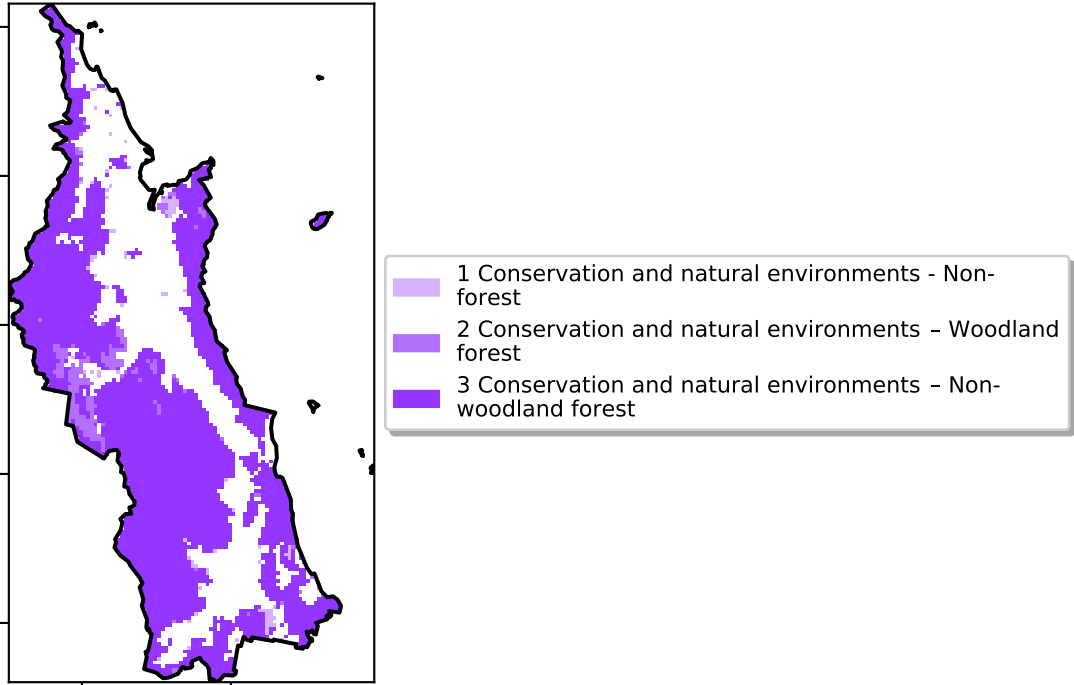 1 Conservation and natural environments - Non-
forest
2 Conservation and natural environments – Woodland
forest
3 Conservation and natural environments – Non-
woodland forest